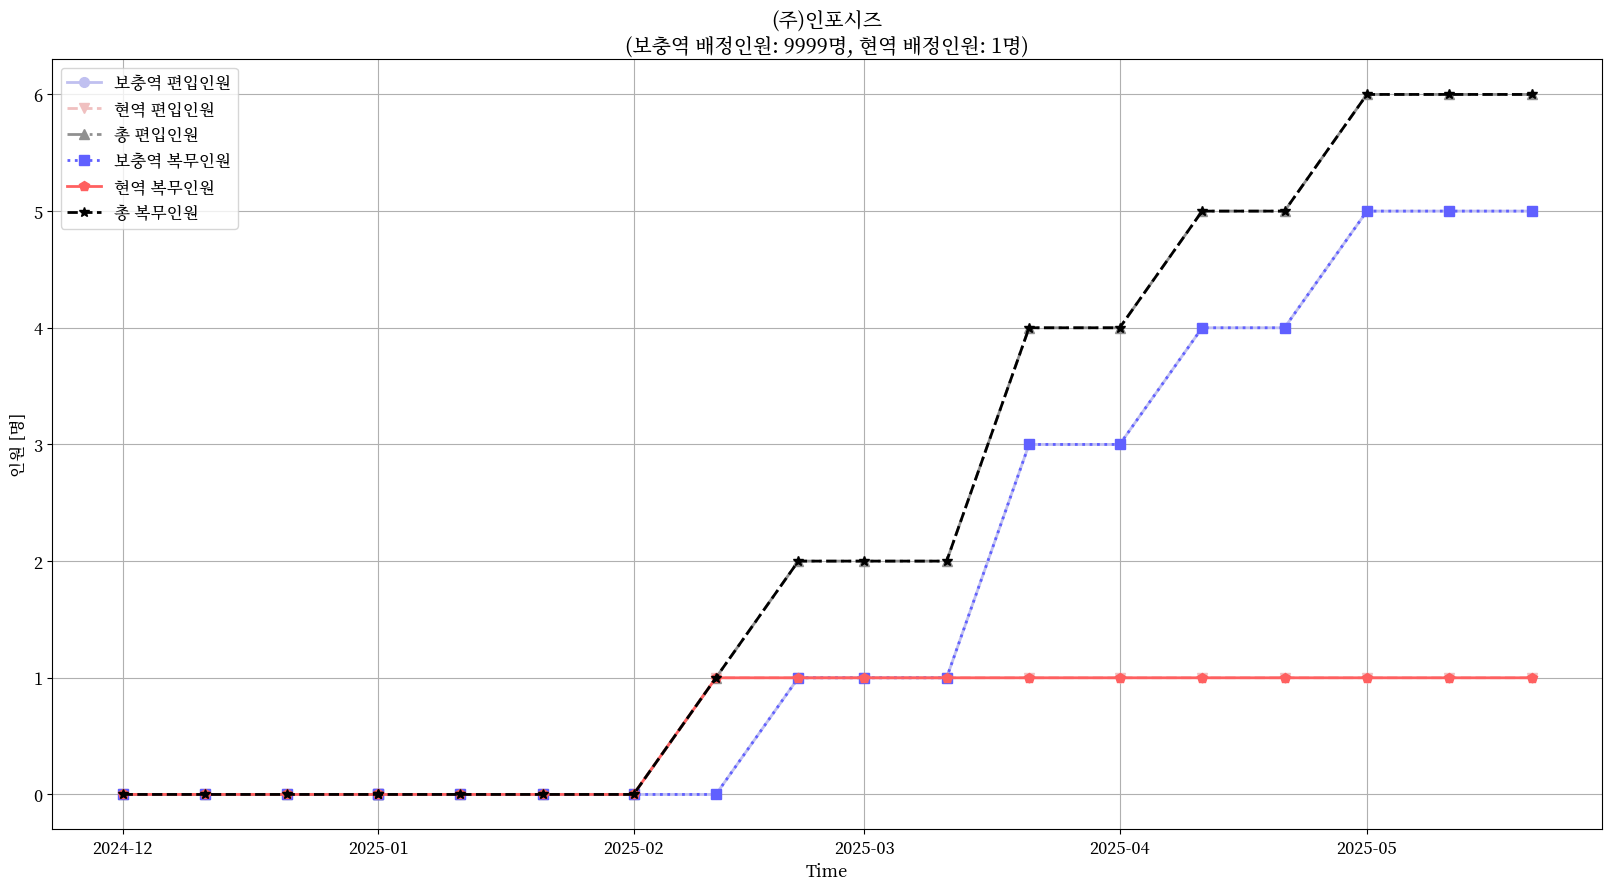 (주)인포시즈
(보충역 배정인원: 9999명, 현역 배정인원: 1명)
보충역 편입인원
현역 편입인원
총 편입인원
보충역 복무인원
현역 복무인원
총 복무인원
인원 [명]
6
5
4
3
2
1
0
2024-12
2025-01
2025-02
2025-03
2025-04
2025-05
Time